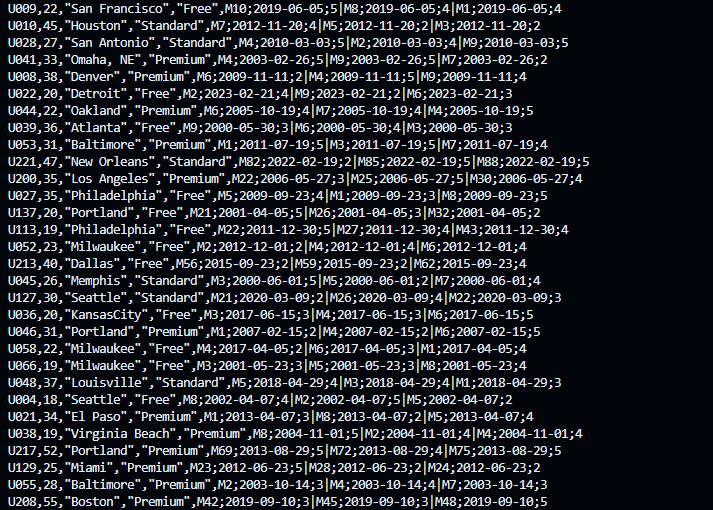 U009,22,"San Francisco","Free",M10;2019-06-05;5|M8;2019-06-05;4|M1;2019-06-05;4
U010,45,"Houston","Standard",M7;2012-11-20;4|M5;2012-11-20;2|M3;2012-11-20;2
U028,27,"San Antonio","Standard",M4;2010-03-03;5|M2;2010-03-03;4|M9;2010-03-03;5
U041,33,"Omaha, NE","Premium",M4;2003-02-26;5|M9;2003-02-26;5|M7;2003-02-26;2
U008,38,"Denver","Premium",M6;2009-11-11;2|M4;2009-11-11;5|M9;2009-11-11;4
U022,20,"Detroit","Free",M2;2023-02-21;4|M9;2023-02-21;2|M6;2023-02-21;3
U044,22,"Oakland","Premium",M6;2005-10-19;4|M7;2005-10-19;4|M4;2005-10-19;5
U039,36,"Atlanta","Free",M9;2000-05-30;3|M6;2000-05-30;4|M3;2000-05-30;3
U053,31,"Baltimore","Premium",M1;2011-07-19;5|M3;2011-07-19;5|M7;2011-07-19;4
U221,47,"New Orleans","Standard",M82;2022-02-19;2|M85;2022-02-19;5|M88;2022-02-19;5
U200,35,"Los Angeles","Premium",M22;2006-05-27;3|M25;2006-05-27;5|M30;2006-05-27;4
U027,35,"Philadelphia","Free",M5;2009-09-23;4|M1;2009-09-23;3|M8;2009-09-23;5
U137,20,"Portland","Free",M21;2001-04-05;5|M26;2001-04-05;3|M32;2001-04-05;2
U113,19,"Philadelphia","Free",M22;2011-12-30;5|M27;2011-12-30;4|M43;2011-12-30;4
U052,23,"Milwaukee","Free",M2;2012-12-01;2|M4;2012-12-01;4|M6;2012-12-01;4
U213,40,"Dallas","Free",M56;2015-09-23;2|M59;2015-09-23;2|M62;2015-09-23;4
U045,26,"Memphis","Standard",M3;2000-06-01;5|M5;2000-06-01;2|M7;2000-06-01;4
U127,30,"Seattle","Standard",M21;2020-03-09;2|M26;2020-03-09;4|M22;2020-03-09;3
U036,20,"KansasCity","Free",M3;2017-06-15;3|M4;2017-06-15;3|M6;2017-06-15;5
U046,31,"Portland","Premium",M1;2007-02-15;2|M4;2007-02-15;2|M6;2007-02-15;5
U058,22,"Milwaukee","Free",M4;2017-04-05;2|M6;2017-04-05;3|M1;2017-04-05;4
U066,19,"Milwaukee","Free",M3;2001-05-23;3|M5;2001-05-23;3|M8;2001-05-23;4
U048,37,"Louisville","Standard",M5;2018-04-29;4|M3;2018-04-29;4|M1;2018-04-29;3
U004,18,"Seattle","Free",M8;2002-04-07;4|M2;2002-04-07;5|M5;2002-04-07;2
U021,34,"El Paso","Premium",M1;2013-04-07;3|M8;2013-04-07;2|M5;2013-04-07;4
U038,19,"Virginia Beach","Premium",M8;2004-11-01;5|M2;2004-11-01;4|M4;2004-11-01;4
U217,52,"Portland","Premium",M69;2013-08-29;5|M72;2013-08-29;4|M75;2013-08-29;5
U129,25,"Miami","Premium",M23;2012-06-23;5|M28;2012-06-23;2|M24;2012-06-23;2
U055,28,"Baltimore","Premium",M2;2003-10-14;3|M4;2003-10-14;4|M7;2003-10-14;3
U208,55,"Boston","Premium",M42;2019-09-10;3|M45;2019-09-10;3|M48;2019-09-10;5